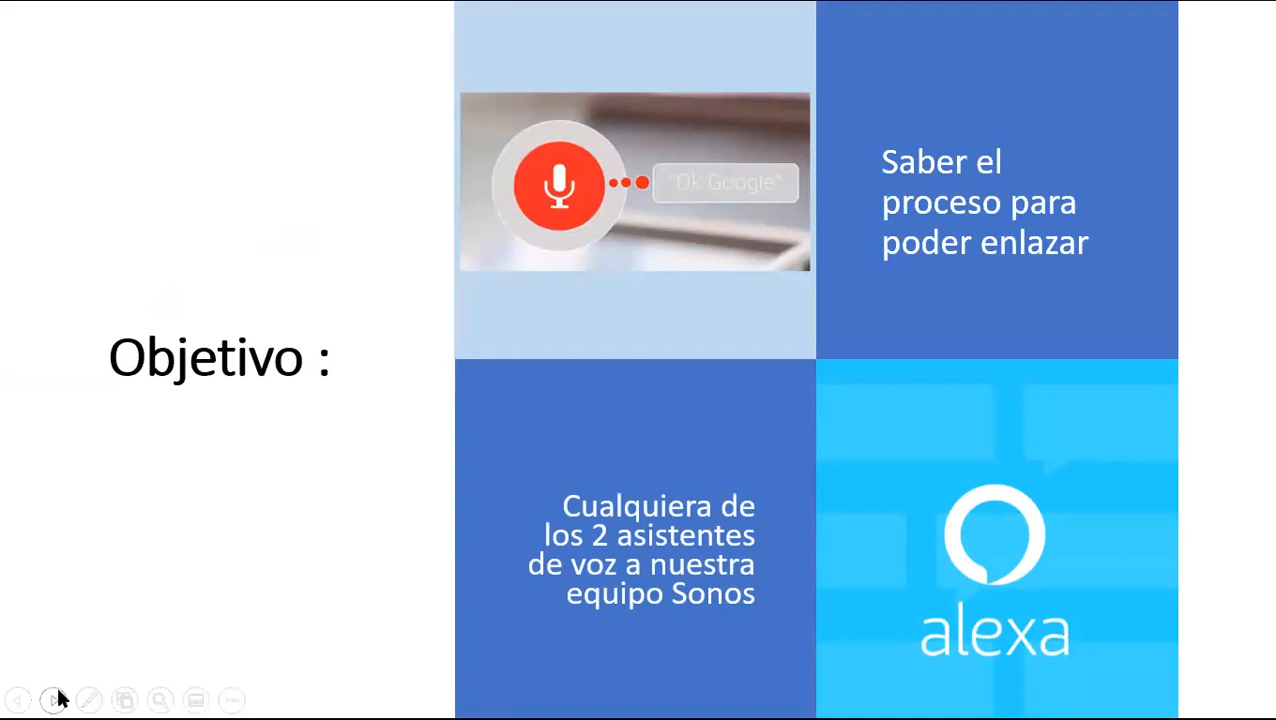 Objetivo :
"Ok Google"
Saber el
proceso para
poder enlazar
Cualquiera de
los 2 asistentes
de voz a nuestra
equipo Sonos
alexa